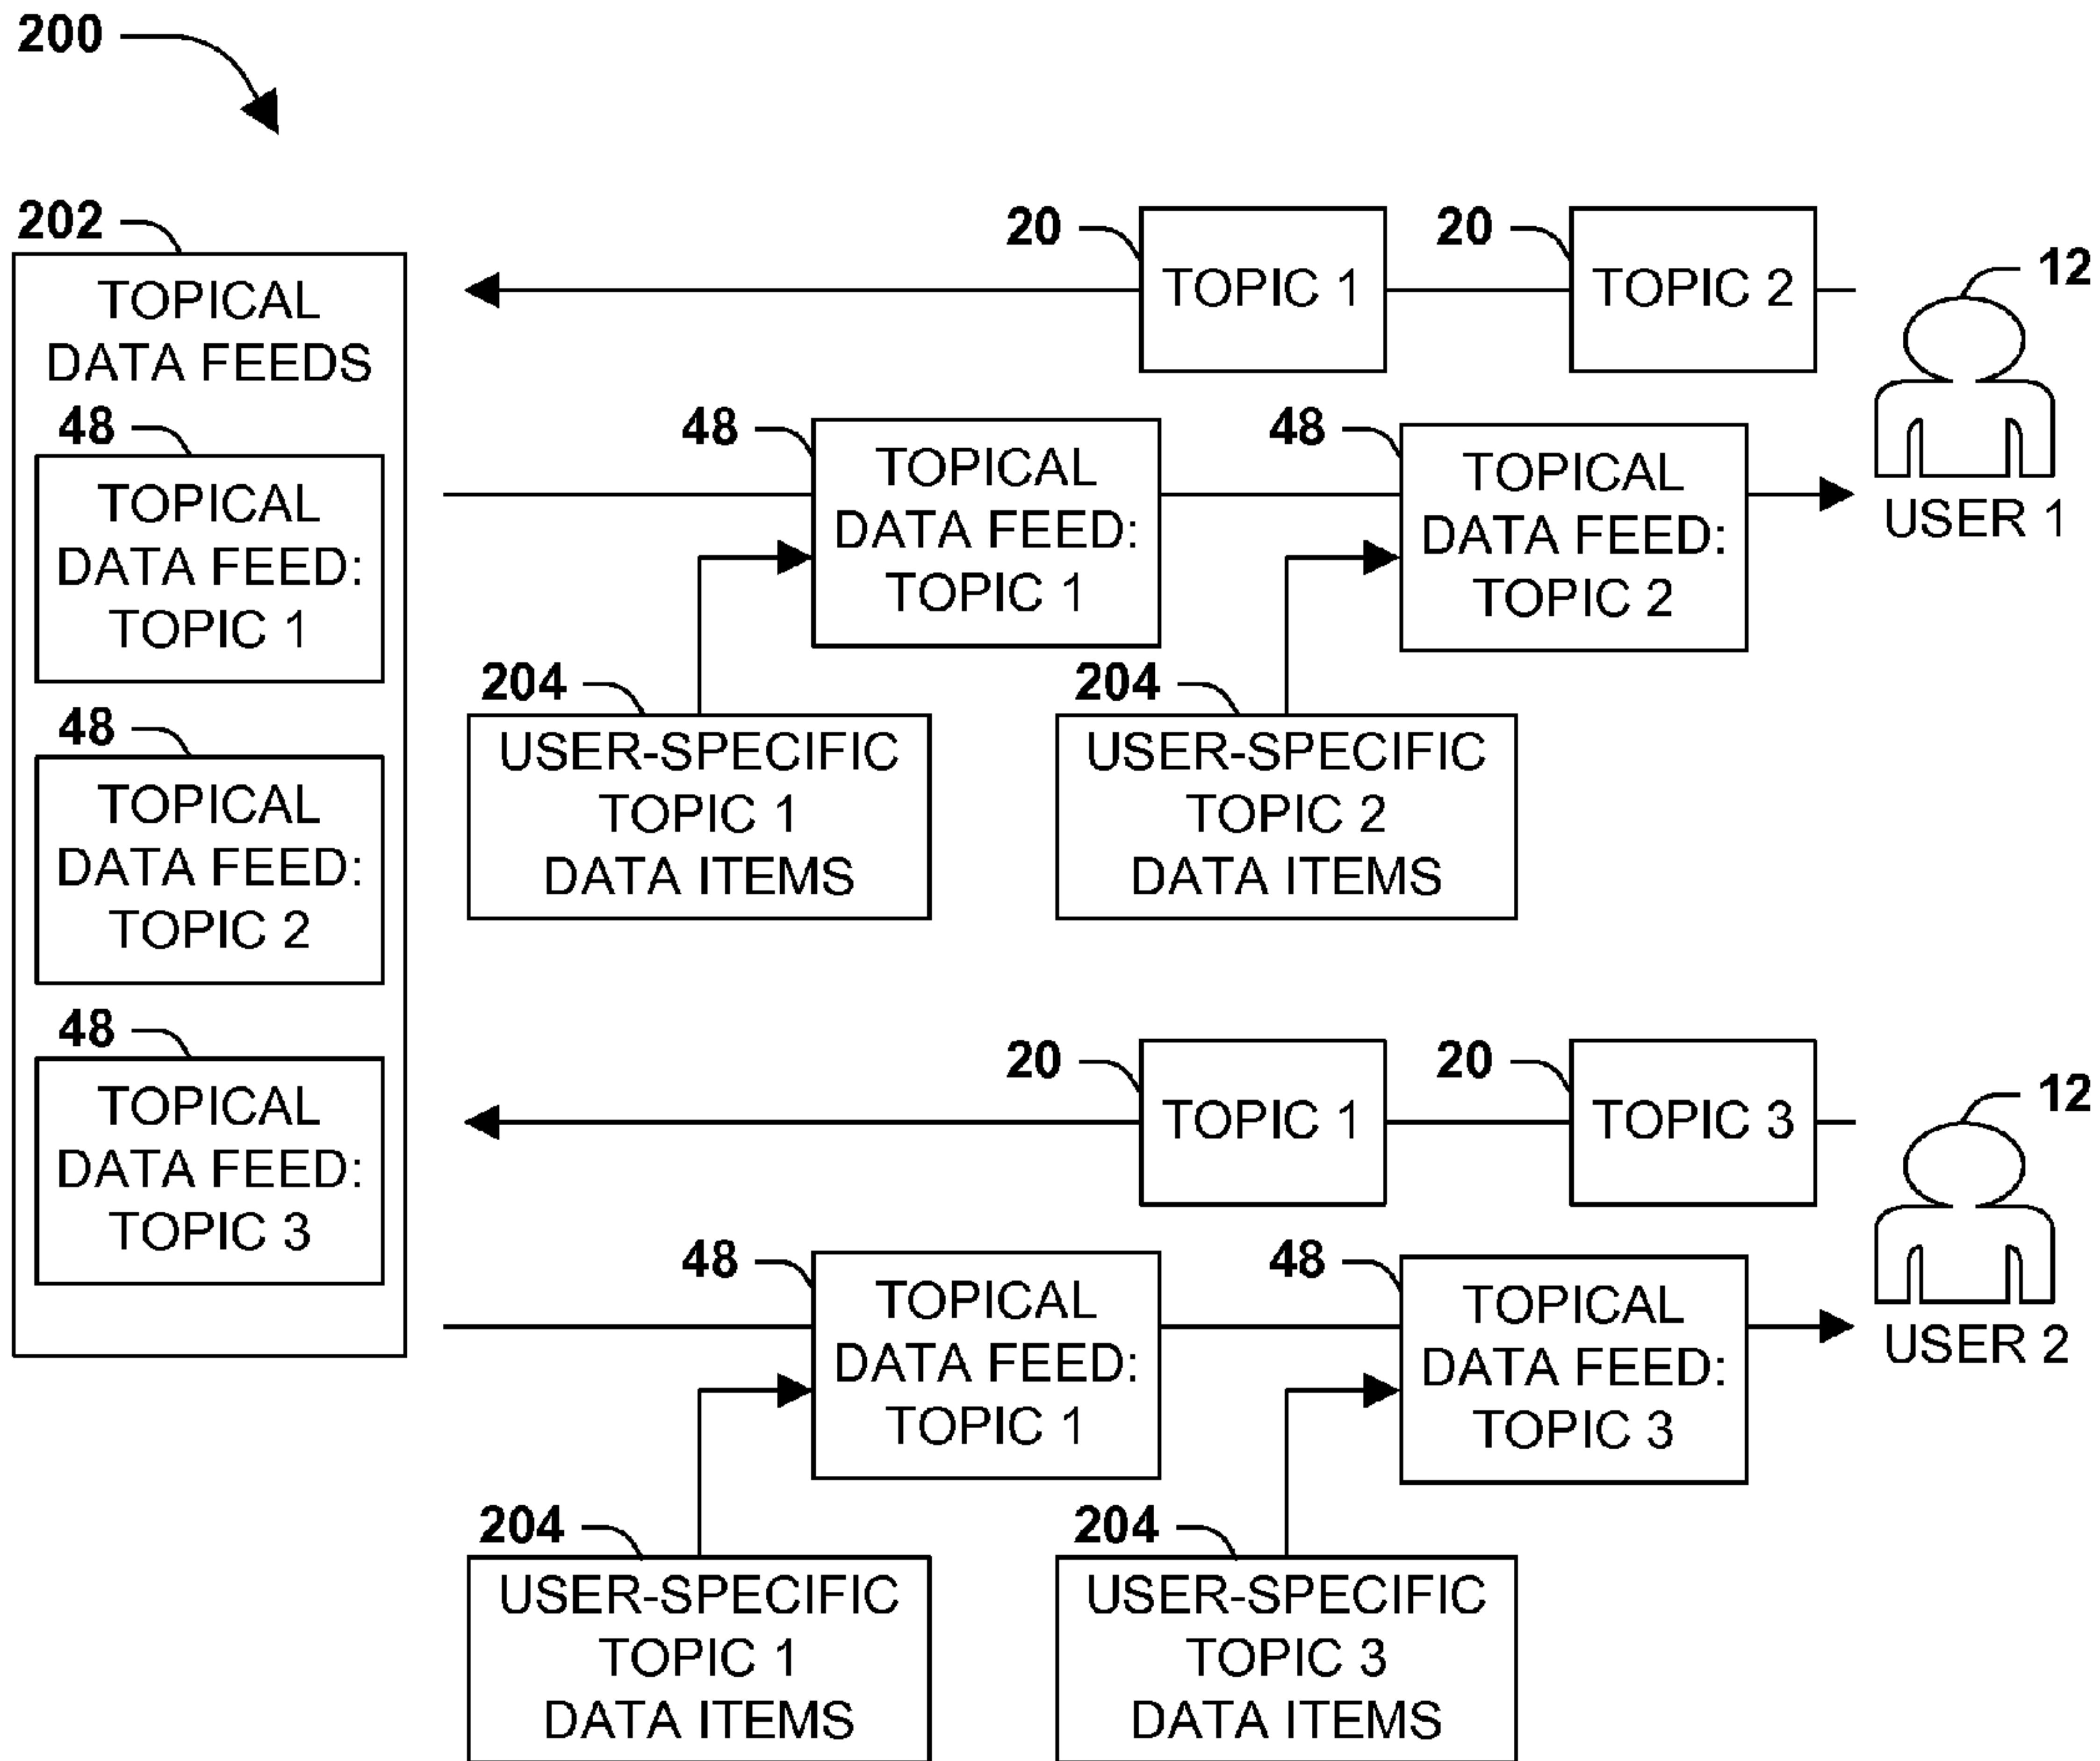 200
202
TOPICAL
DATA FEEDS
48
TOPICAL
DATA FEED:
TOPIC 1
48
TOPICAL
DATA FEED:
TOPIC 2
48
TOPICAL
DATA FEED:
TOPIC 3
20
TOPIC 1
20
TOPIC 2
12
USER 1
48
TOPICAL
DATA FEED:
TOPIC 1
48
TOPICAL
DATA FEED:
TOPIC 2
204
USER-SPECIFIC
TOPIC 1
DATA ITEMS
204
USER-SPECIFIC
TOPIC 2
DATA ITEMS
20
TOPIC 1
20
TOPIC 3
12
USER 2
48
TOPICAL
DATA FEED:
TOPIC 1
48
TOPICAL
DATA FEED:
TOPIC 3
204
USER-SPECIFIC
TOPIC 1
DATA ITEMS
204
USER-SPECIFIC
TOPIC 3
DATA ITEMS